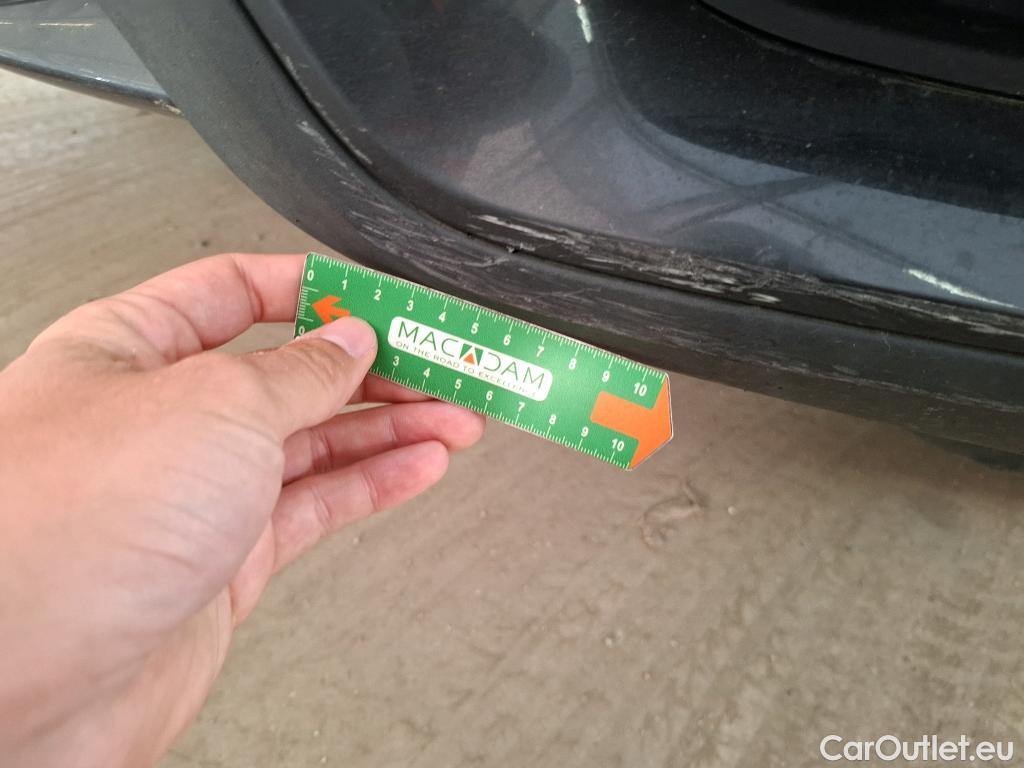 0 1 2 3 4 5 6 7 8 9 10
MACADAM
ON THE ROAD TO EXCELLENCE
0 3 4 5 6 7 8 9 10
CarOutlet.eu